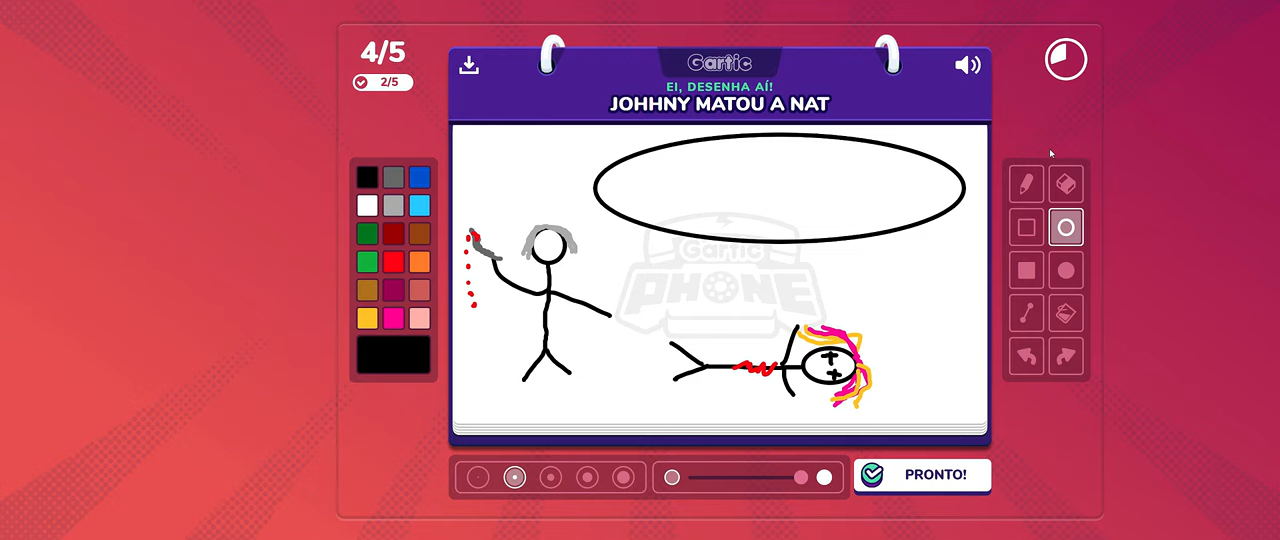 4/5
2/5
Gartic
EI, DESENHA AÍ!
JOHHNY MATOU A NAT
Gartic
PHONE
PRONTO!